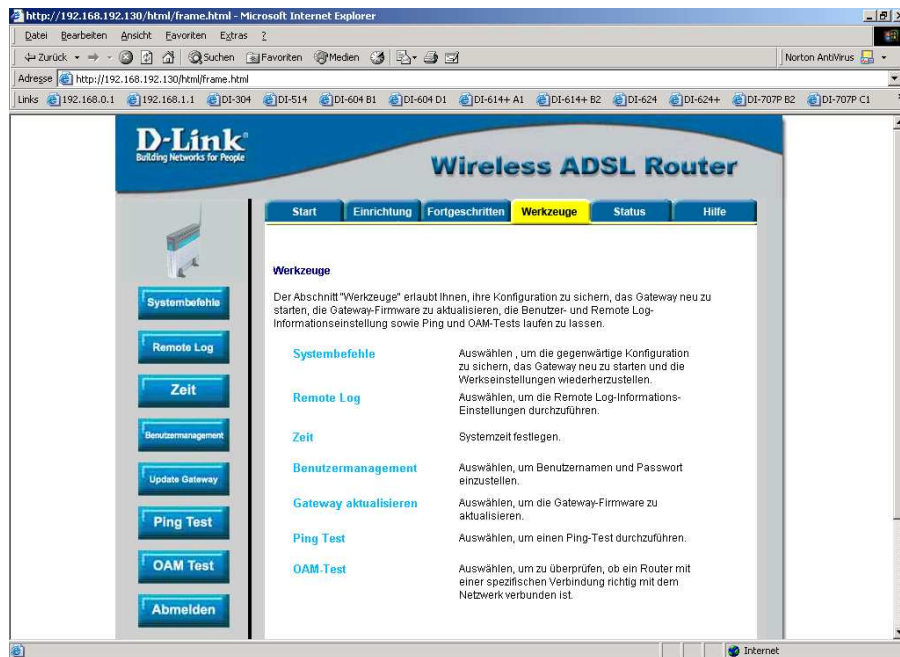 http://192.168.192.130/html/frame.html - Microsoft Internet Explorer
Datei Bearbeiten Ansicht Favoriten Extras ?
Zurück Suchen Favoriten Medien Norton AntiVirus
Adresse http://192.168.192.130/html/frame.html
Links 192.168.0.1 192.168.1.1 DI-304 DI-514 DI-604 B1 DI-604 D1 DI-614+ A1 DI-614+ B2 DI-624 DI-624+ DI-707P B2 DI-707P C1
D-Link
Building Networks for People
Wireless ADSL Router
Start Einrichtung Fortgeschritten Werkzeuge Status Hilfe
Werkzeuge
Der Abschnitt "Werkzeuge" erlaubt Ihnen, ihre Konfiguration zu sichern, das Gateway neu zu
starten, die Gateway-Firmware zu aktualisieren, die Benutzer- und Remote Log-
Informationseinstellung sowie Ping und OAM-Tests laufen zu lassen.
Systembefehle
Remote Log
Zeit
Benutzermanagement
Update Gateway
Ping Test
OAM Test
Abmelden
Systembefehle Auswählen , um die gegenwärtige Konfiguration
zu sichern, das Gateway neu zu starten und die
Werkseinstellungen wiederherzustellen.
Remote Log Auswählen, um die Remote Log-Informations-
Einstellungen durchzuführen.
Zeit Systemzeit festlegen.
Benutzermanagement Auswählen, um Benutzernamen und Passwort
einzustellen.
Gateway aktualisieren Auswählen, um die Gateway-Firmware zu
aktualisieren.
Ping Test Auswählen, um einen Ping-Test durchzuführen.
OAM-Test Auswählen, um zu überprüfen, ob ein Router mit
einer spezifischen Verbindung richtig mit dem
Netzwerk verbunden ist.
Internet